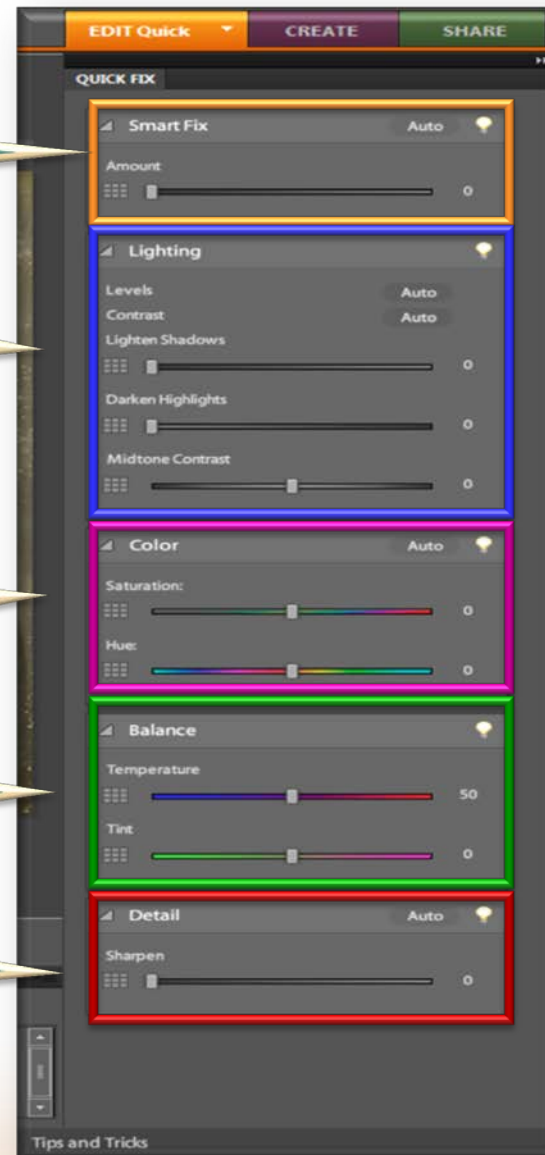 EDIT Quick CREATE SHARE
QUICK FIX
Smart Fix Auto
Amount
0
Lighting
Levels Auto
Contrast Auto
Lighten Shadows
0
Darken Highlights
0
Midtone Contrast
0
Color Auto
Saturation:
0
Hue:
0
Balance
Temperature
50
Tint
0
Detail Auto
Sharpen
0
Tips and Tricks